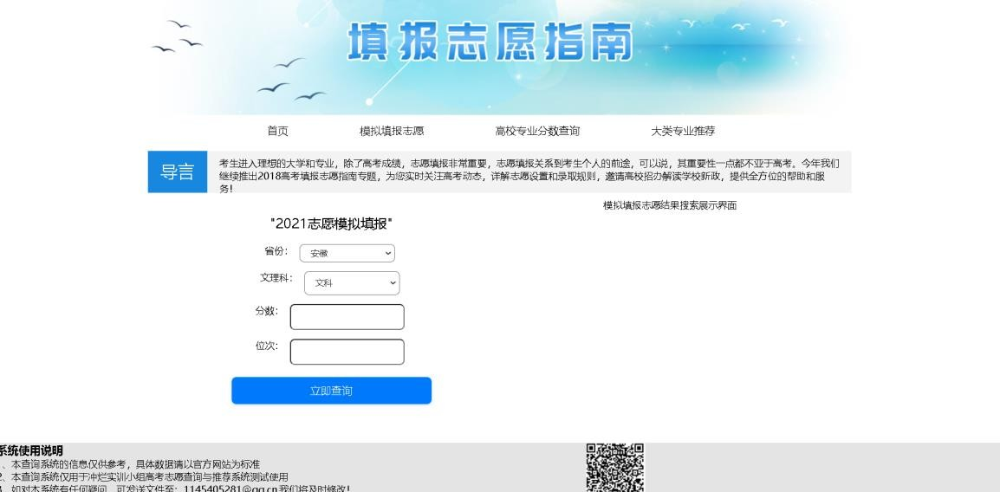 填报志愿指南
首页 模拟填报志愿 高校专业分数查询 大类专业推荐
导言
考生进入理想的大学和专业，除了高考成绩，志愿填报非常重要，志愿填报关系到考生个人的前途，可以说，其重要性一点都不亚于高考。今年我们
继续推出2018高考填报志愿指南专题，为您实时关注高考动态，详解志愿设置和录取规则，邀请高校招办解读学校新政，提供全方位的帮助和服
务！
模拟填报志愿结果搜索展示界面
"2021志愿模拟填报"
省份： 安徽
文理科： 文科
分数：
位次：
立即查询
系统使用说明
、本查询系统的信息仅供参考，具体数据请以官方网站为标准
2、本查询系统仅用于冲烂实训小组高考志愿查询与推荐系统测试使用
3、如对本系统有任何疑问，可发送文件至：1145405281@qq.cn,我们将及时修改！